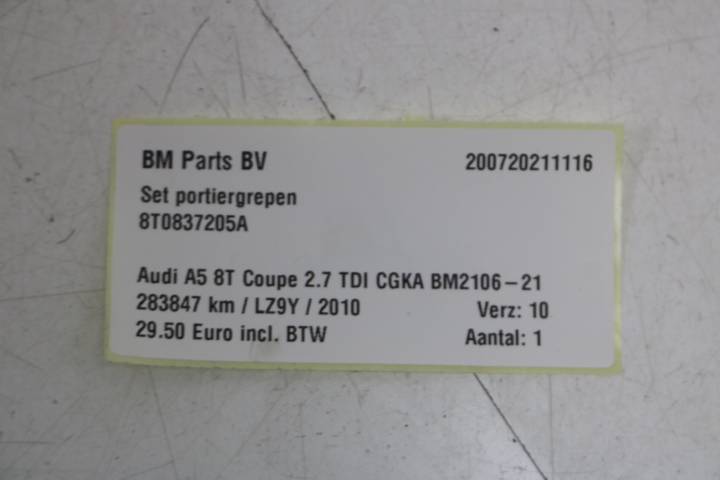 BM Parts BV 200720211116
Set portiergrepen
8T0837205A
Audi A5 8T Coupe 2.7 TDI CGKA BM2106-21
283847 km / LZ9Y / 2010 Verz: 10
29.50 Euro incl. BTW Aantal: 1